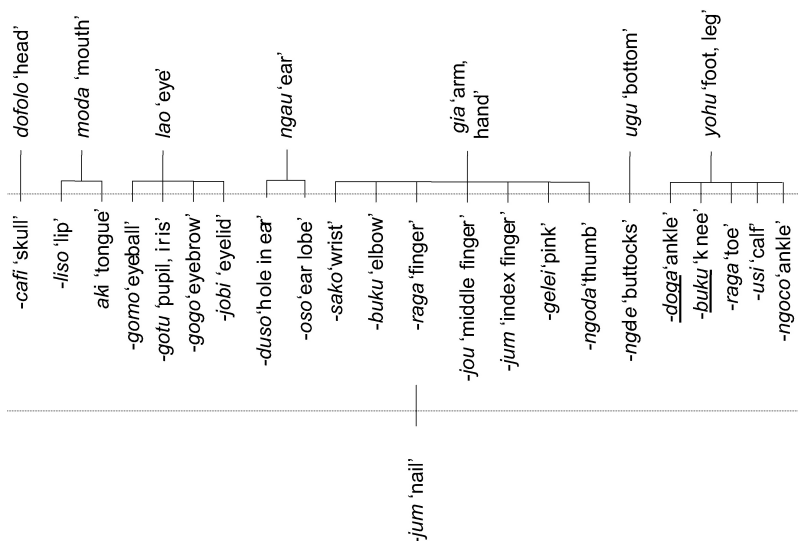 dofolo ‘head’
moda ‘mouth’
lao ‘eye’
ngau ‘ear’
gia ‘arm,
hand’
ugu ‘bottom’
yohu ‘foot, leg’
-cafi ‘skull’
-liso ‘lip’
aki ‘tongue’
-gomo ‘eyeball’
-gotu ‘pupil, iris’
-gogo ‘eyebrow’
-jobi ‘eyelid’
-duso ‘hole in ear’
-oso ‘ear lobe’
-sako ‘wrist’
-buku ‘elbow’
-raga ‘finger’
-jou ‘middle finger’
-jum ‘index finger’
-gelei ‘pink’
-ngoda ‘thumb’
-ngde ‘buttocks’
-doga ‘ankle’
-buku ‘knee’
-raga ‘toe’
-usi ‘calf’
-ngoco ‘ankle’
-jum ‘nail’